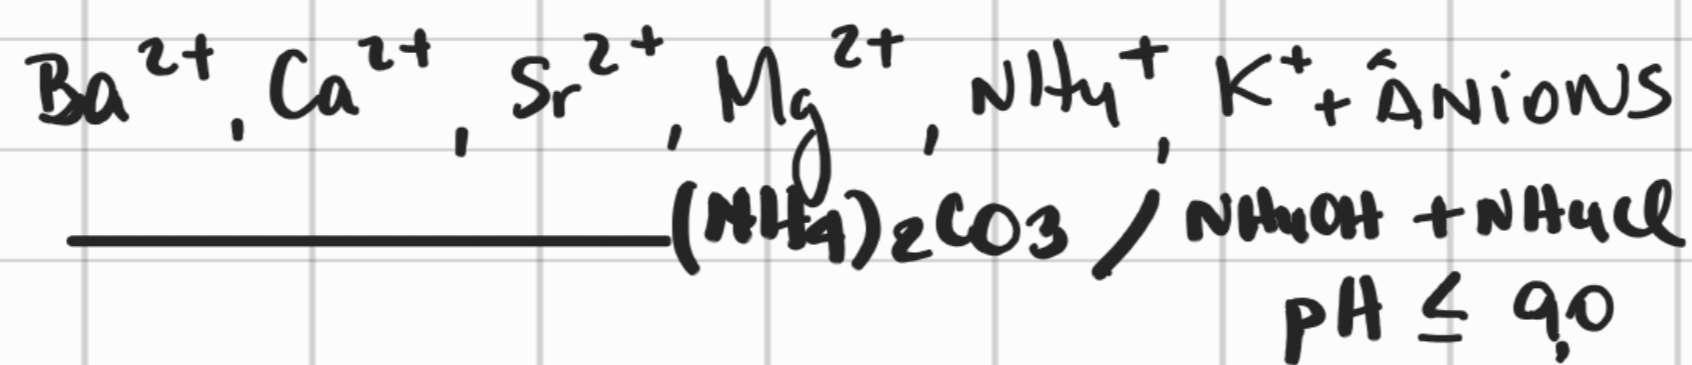 Ba²⁺, Ca²⁺, Sr²⁺, Mg²⁺, NH₄⁺, K⁺ + ÂNiONS
(NH₄)₂CO₃ / NH₄OH + NH₄Cl
pH ≤ 9,0